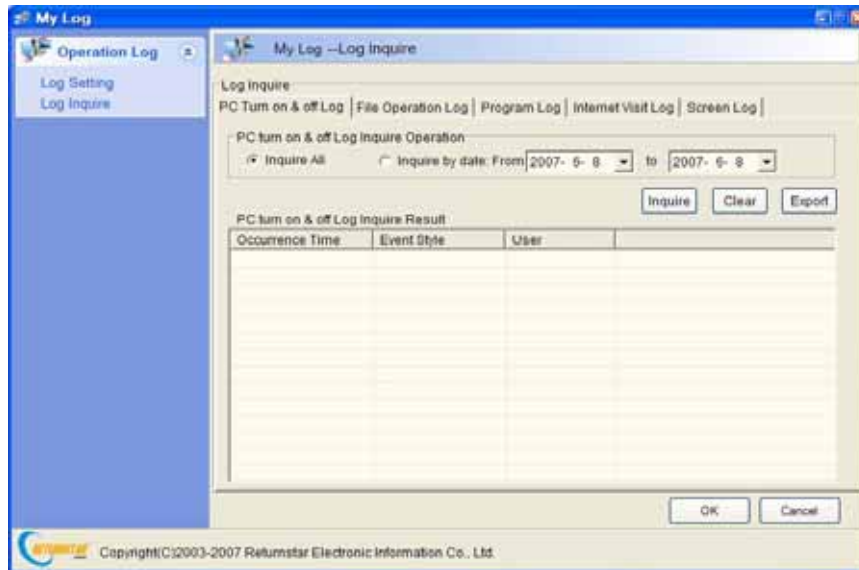 My Log
Operation Log
Log Setting
Log Inquire
My Log --Log Inquire
Log Inquire
PC Turn on & off Log File Operation Log Program Log Internet Visit Log Screen Log
PC turn on & off Log Inquire Operation
Inquire All Inquire by date: From 2007- 6- 8 to 2007- 6- 8
Inquire Clear Export
PC turn on & off Log Inquire Result
Occurrence Time Event Style User
OK Cancel
RETURNSTAR
Copyright(C)2003-2007 Returnstar Electronic Information Co., Ltd.